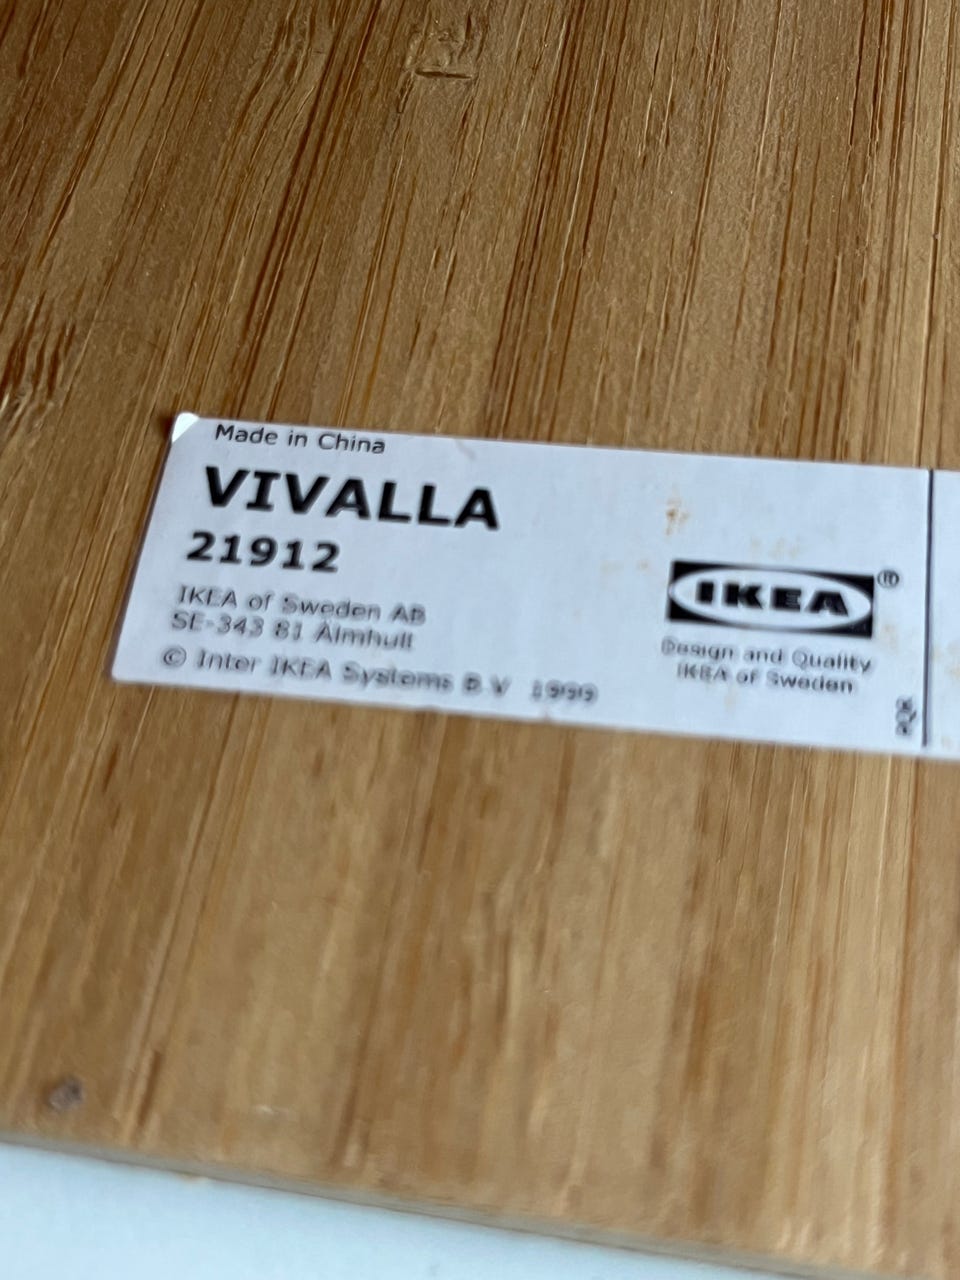 Made in China
VIVALLA
21912
IKEA of Sweden AB
SE-343 81 Älmhult
© Inter IKEA Systems B.V. 1999
IKEA®
Design and Quality
IKEA of Sweden